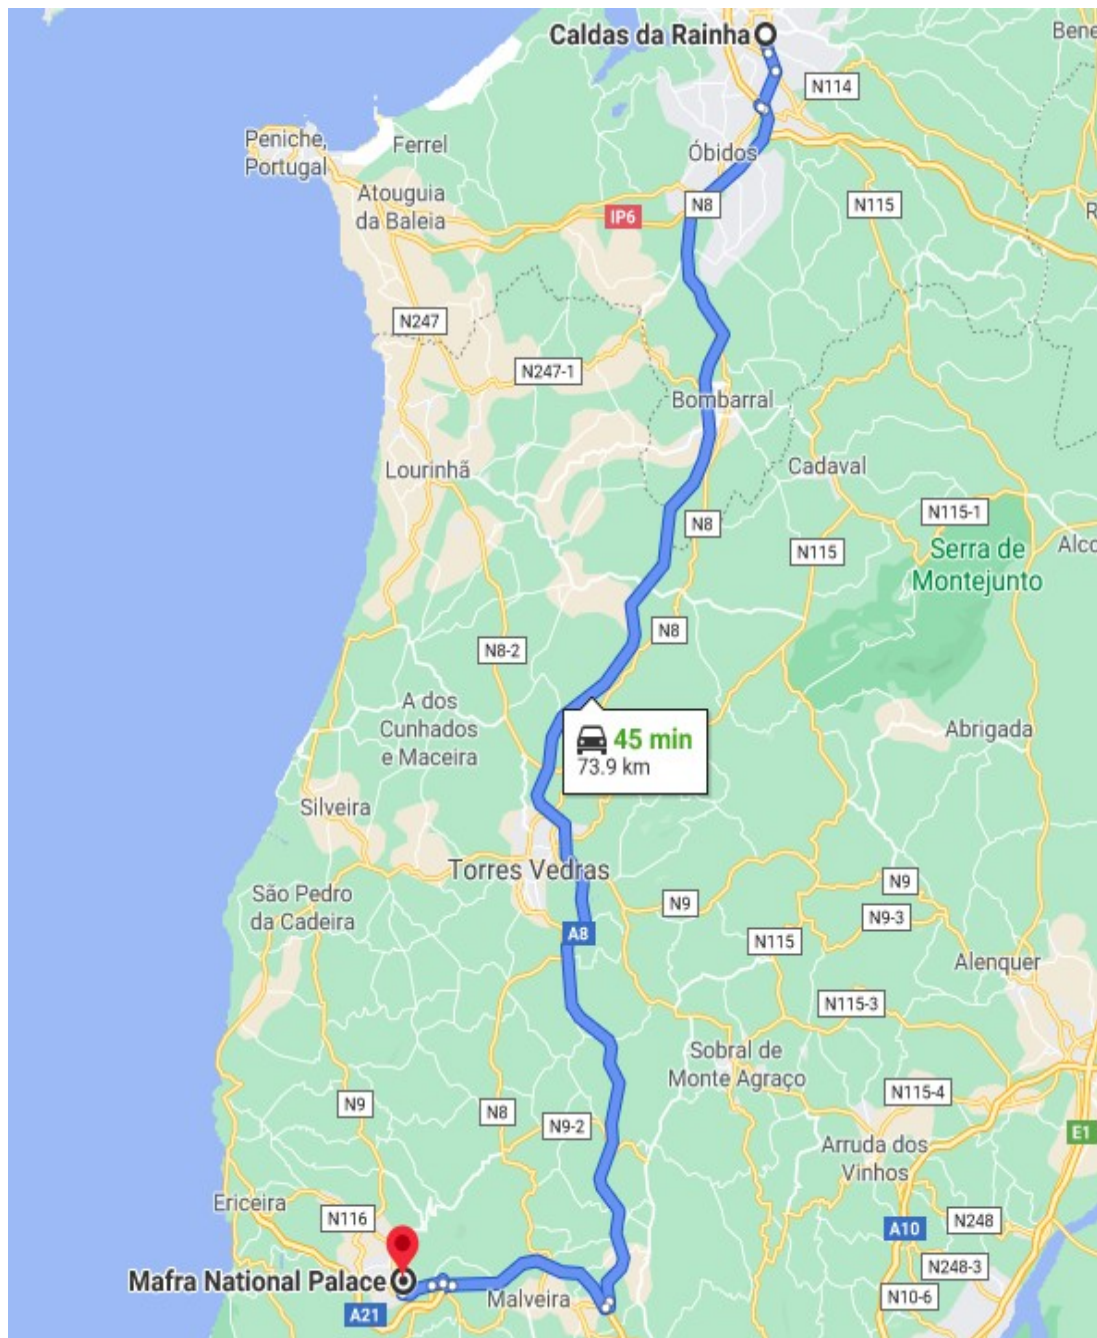 Caldas da Rainha
Bene
N114
Peniche,
Portugal
Ferrel
Óbidos
Atouguia
da Baleia
N8
N115
IP6
R
N247
N247-1
Bombarral
Lourinhã
Cadaval
N115-1
N8
N115
Serra de
Montejunto
Alco
N8
N8-2
A dos
Cunhados
e Maceira
45 min
73.9 km
Abrigada
Silveira
Torres Vedras
São Pedro
da Cadeira
N9
N9
N9-3
A8
N115
Alenquer
N115-3
Sobral de
Monte Agraço
N115-4
N9
N8
N9-2
E1
Arruda dos
Vinhos
Ericeira
N116
A10
N248
N248-3
Mafra National Palace
Malveira
N10-6
A21